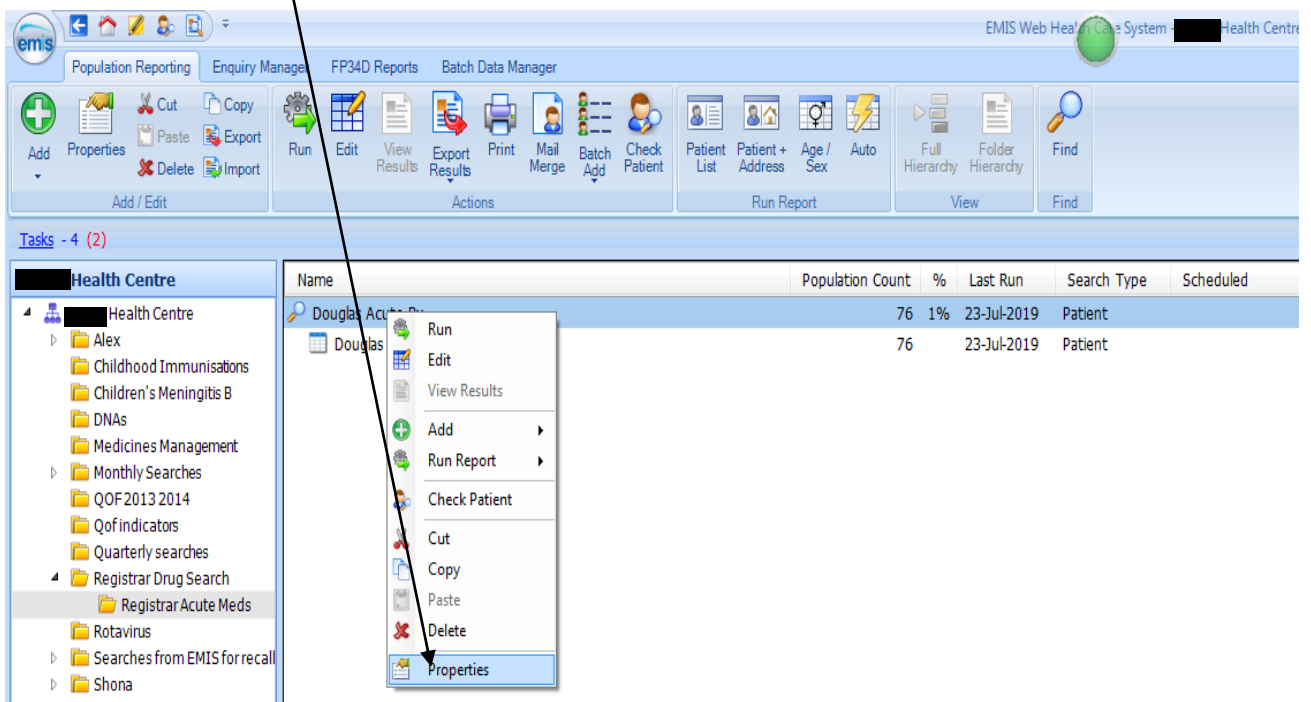 emis
EMIS Web Health Care System - Health Centre
Population Reporting Enquiry Manager FP34D Reports Batch Data Manager
Add
Properties
Cut
Paste
Delete
Copy
Export
Import
Add / Edit
Run
Edit
View Results
Export Results
Print
Mail Merge
Batch Add
Check Patient
Actions
Patient List
Patient + Address
Age / Sex
Auto
Run Report
Full Hierarchy
Folder Hierarchy
View
Find
Find
Tasks - 4 (2)
Health Centre
Health Centre
Alex
Childhood Immunisations
Children's Meningitis B
DNAs
Medicines Management
Monthly Searches
QOF 2013 2014
Qof indicators
Quarterly searches
Registrar Drug Search
Registrar Acute Meds
Rotavirus
Searches from EMIS for recall
Shona
Name Population Count % Last Run Search Type Scheduled
Douglas Acute Rx 76 1% 23-Jul-2019 Patient
Douglas 76 23-Jul-2019 Patient
Run
Edit
View Results
Add
Run Report
Check Patient
Cut
Copy
Paste
Delete
Properties